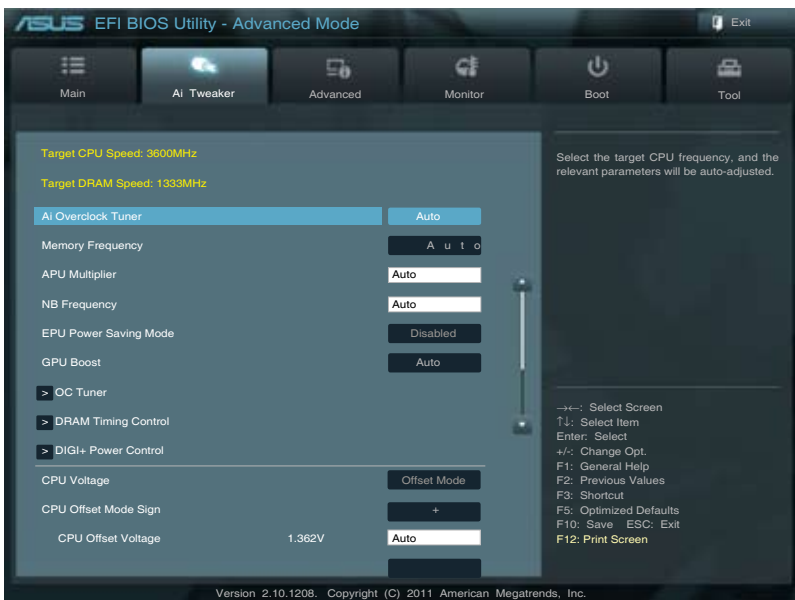 ASUS EFI BIOS Utility - Advanced Mode Exit
Main Ai Tweaker Advanced Monitor Boot Tool
Target CPU Speed: 3600MHz
Target DRAM Speed: 1333MHz
Ai Overclock Tuner Auto
Memory Frequency Auto
APU Multiplier Auto
NB Frequency Auto
EPU Power Saving Mode Disabled
GPU Boost Auto
> OC Tuner
> DRAM Timing Control
> DIGI+ Power Control
CPU Voltage Offset Mode
CPU Offset Mode Sign +
CPU Offset Voltage 1.362V Auto
Select the target CPU frequency, and the
relevant parameters will be auto-adjusted.
→←: Select Screen
↑↓: Select Item
Enter: Select
+/-: Change Opt.
F1: General Help
F2: Previous Values
F3: Shortcut
F5: Optimized Defaults
F10: Save ESC: Exit
F12: Print Screen
Version 2.10.1208. Copyright (C) 2011 American Megatrends, Inc.